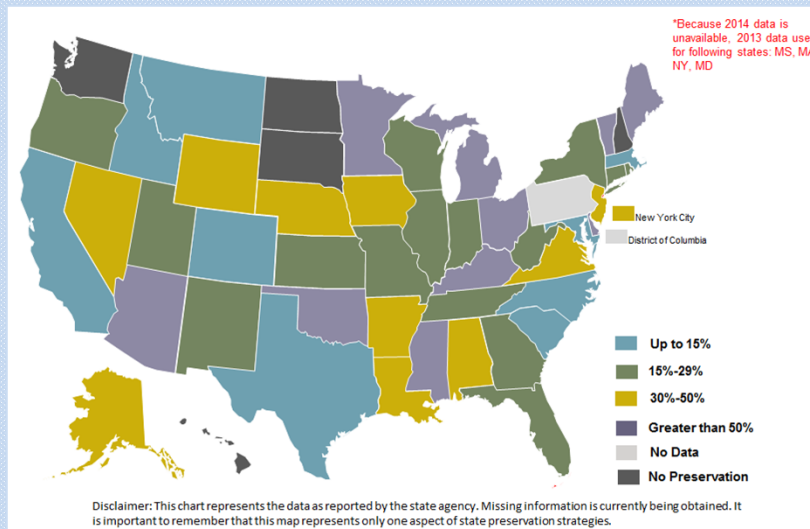 *Because 2014 data is
unavailable, 2013 data use
for following states: MS, MA
NY, MD
New York City
District of Columbia
Up to 15%
15%-29%
30%-50%
Greater than 50%
No Data
No Preservation
Disclaimer: This chart represents the data as reported by the state agency. Missing information is currently being obtained. It
is important to remember that this map represents only one aspect of state preservation strategies.